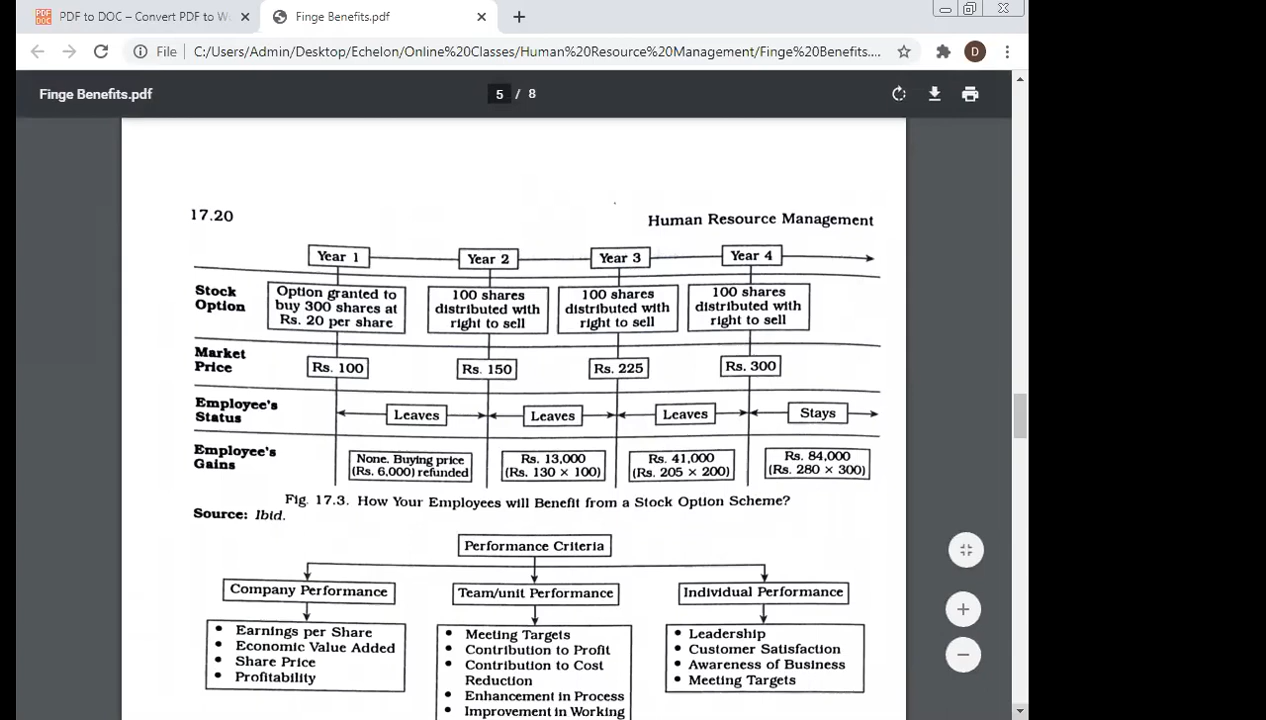 PDF to DOC – Convert PDF to W
Finge Benefits.pdf
File
C:/Users/Admin/Desktop/Echelon/Online%20Classes/Human%20Resource%20Management/Finge%20Benefits....
D
Finge Benefits.pdf
5 / 8
17.20
Human Resource Management
Year 1
Year 2
Year 3
Year 4
Stock
Option
Option granted to
buy 300 shares at
Rs. 20 per share
100 shares
distributed with
right to sell
100 shares
distributed with
right to sell
100 shares
distributed with
right to sell
Market
Price
Rs. 100
Rs. 150
Rs. 225
Rs. 300
Employee's
Status
Leaves
Leaves
Leaves
Stays
Employee's
Gains
None. Buying price
(Rs. 6,000) refunded
Rs. 13,000
(Rs. 130 × 100)
Rs. 41,000
(Rs. 205 × 200)
Rs. 84,000
(Rs. 280 × 300)
Fig. 17.3. How Your Employees will Benefit from a Stock Option Scheme?
Source: Ibid.
Performance Criteria
Company Performance
Team/unit Performance
Individual Performance
• Earnings per Share
• Economic Value Added
• Share Price
• Profitability
• Meeting Targets
• Contribution to Profit
• Contribution to Cost
Reduction
• Enhancement in Process
• Improvement in Working
• Leadership
• Customer Satisfaction
• Awareness of Business
• Meeting Targets